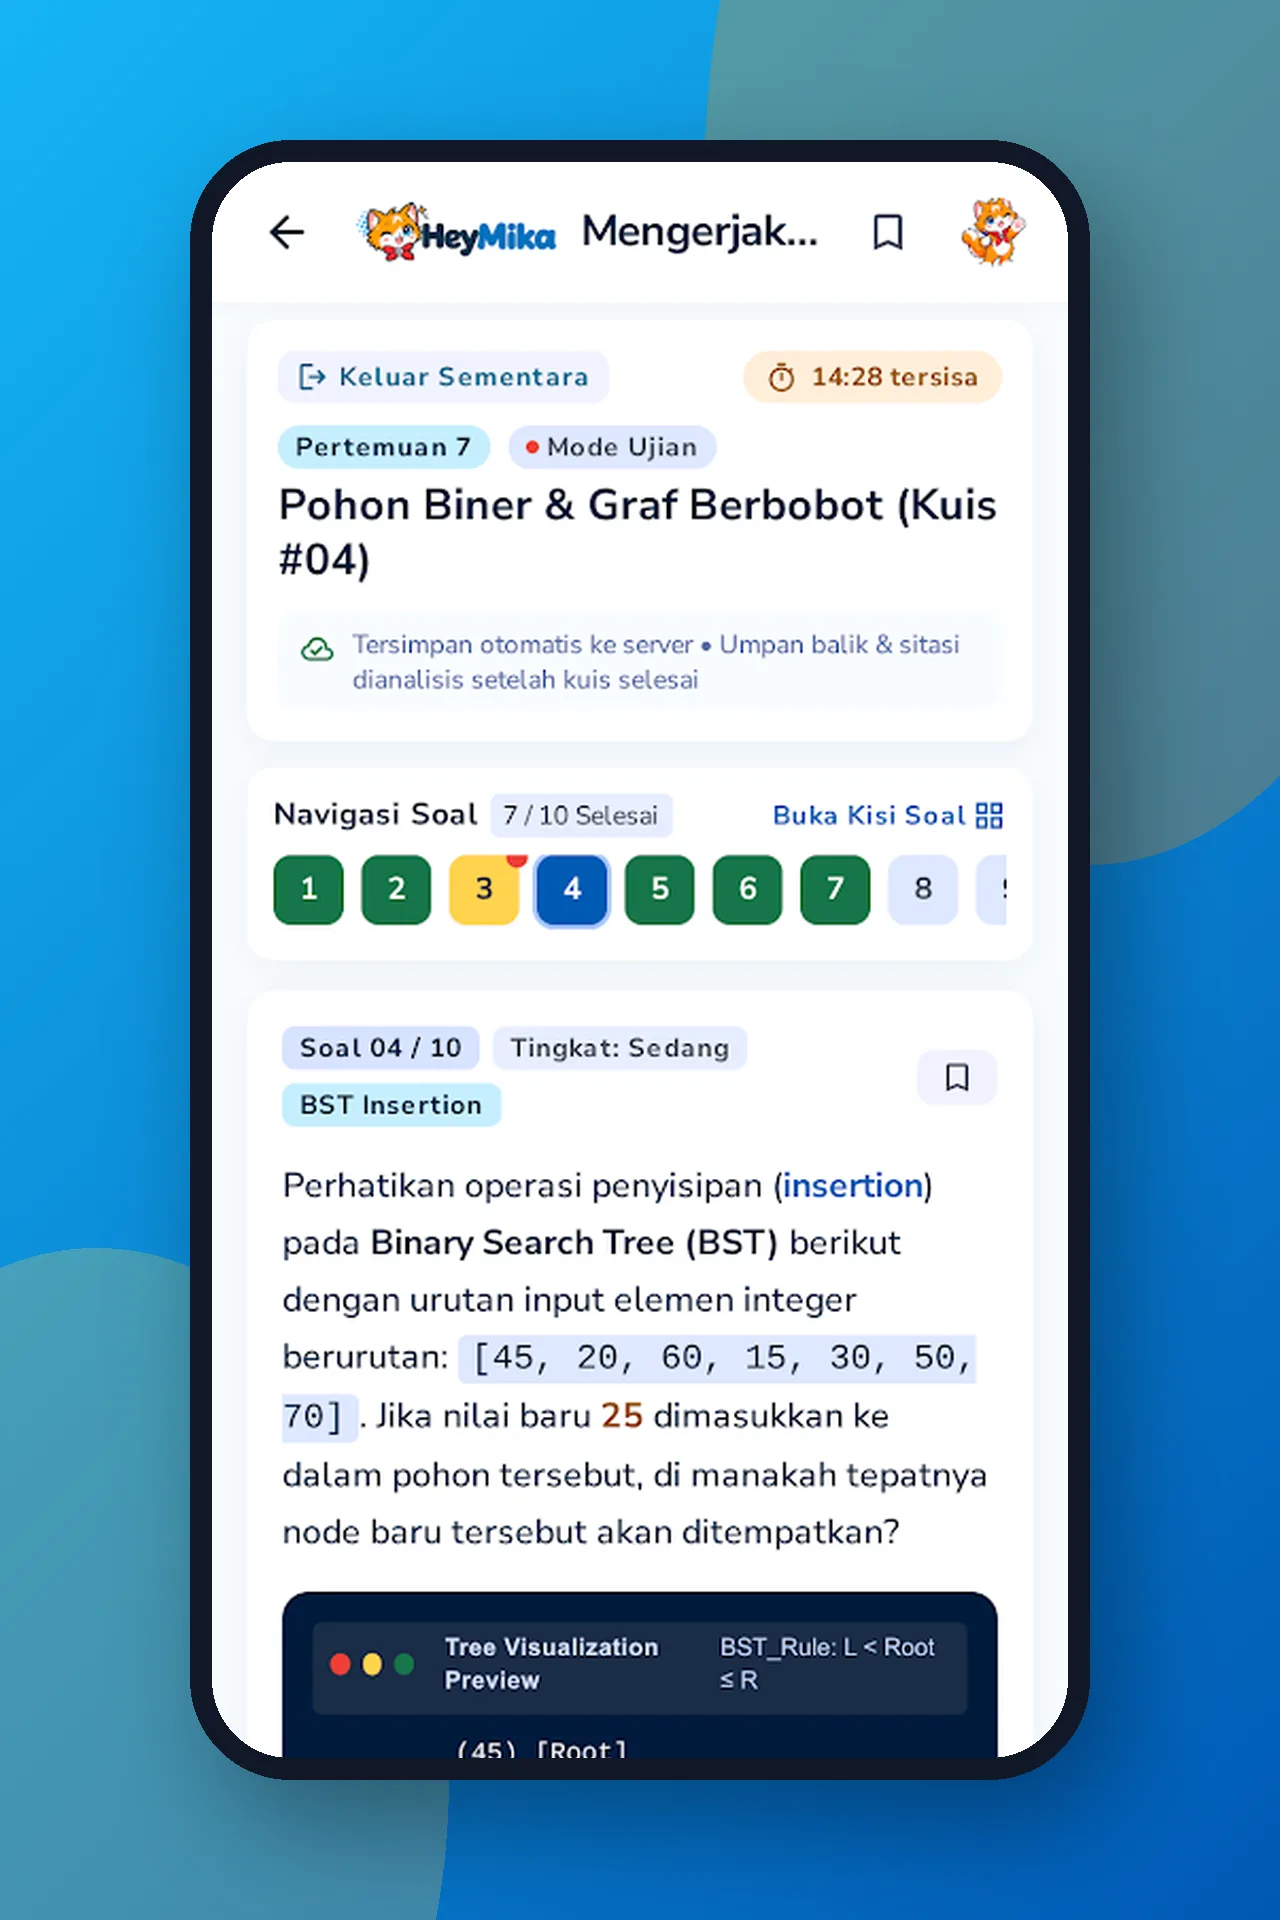 HeyMika Mengerjak...
Keluar Sementara
14:28 tersisa
Pertemuan 7
Mode Ujian
Pohon Biner & Graf Berbobot (Kuis
#04)
Tersimpan otomatis ke server • Umpan balik & sitasi
dianalisis setelah kuis selesai
Navigasi Soal 7 / 10 Selesai Buka Kisi Soal
1 2 3 4 5 6 7 8
Soal 04 / 10 Tingkat: Sedang
BST Insertion
Perhatikan operasi penyisipan (insertion)
pada Binary Search Tree (BST) berikut
dengan urutan input elemen integer
berurutan: [45, 20, 60, 15, 30, 50,
70] . Jika nilai baru 25 dimasukkan ke
dalam pohon tersebut, di manakah tepatnya
node baru tersebut akan ditempatkan?
Tree Visualization
Preview
BST_Rule: L < Root
≤ R
(45) [Root]